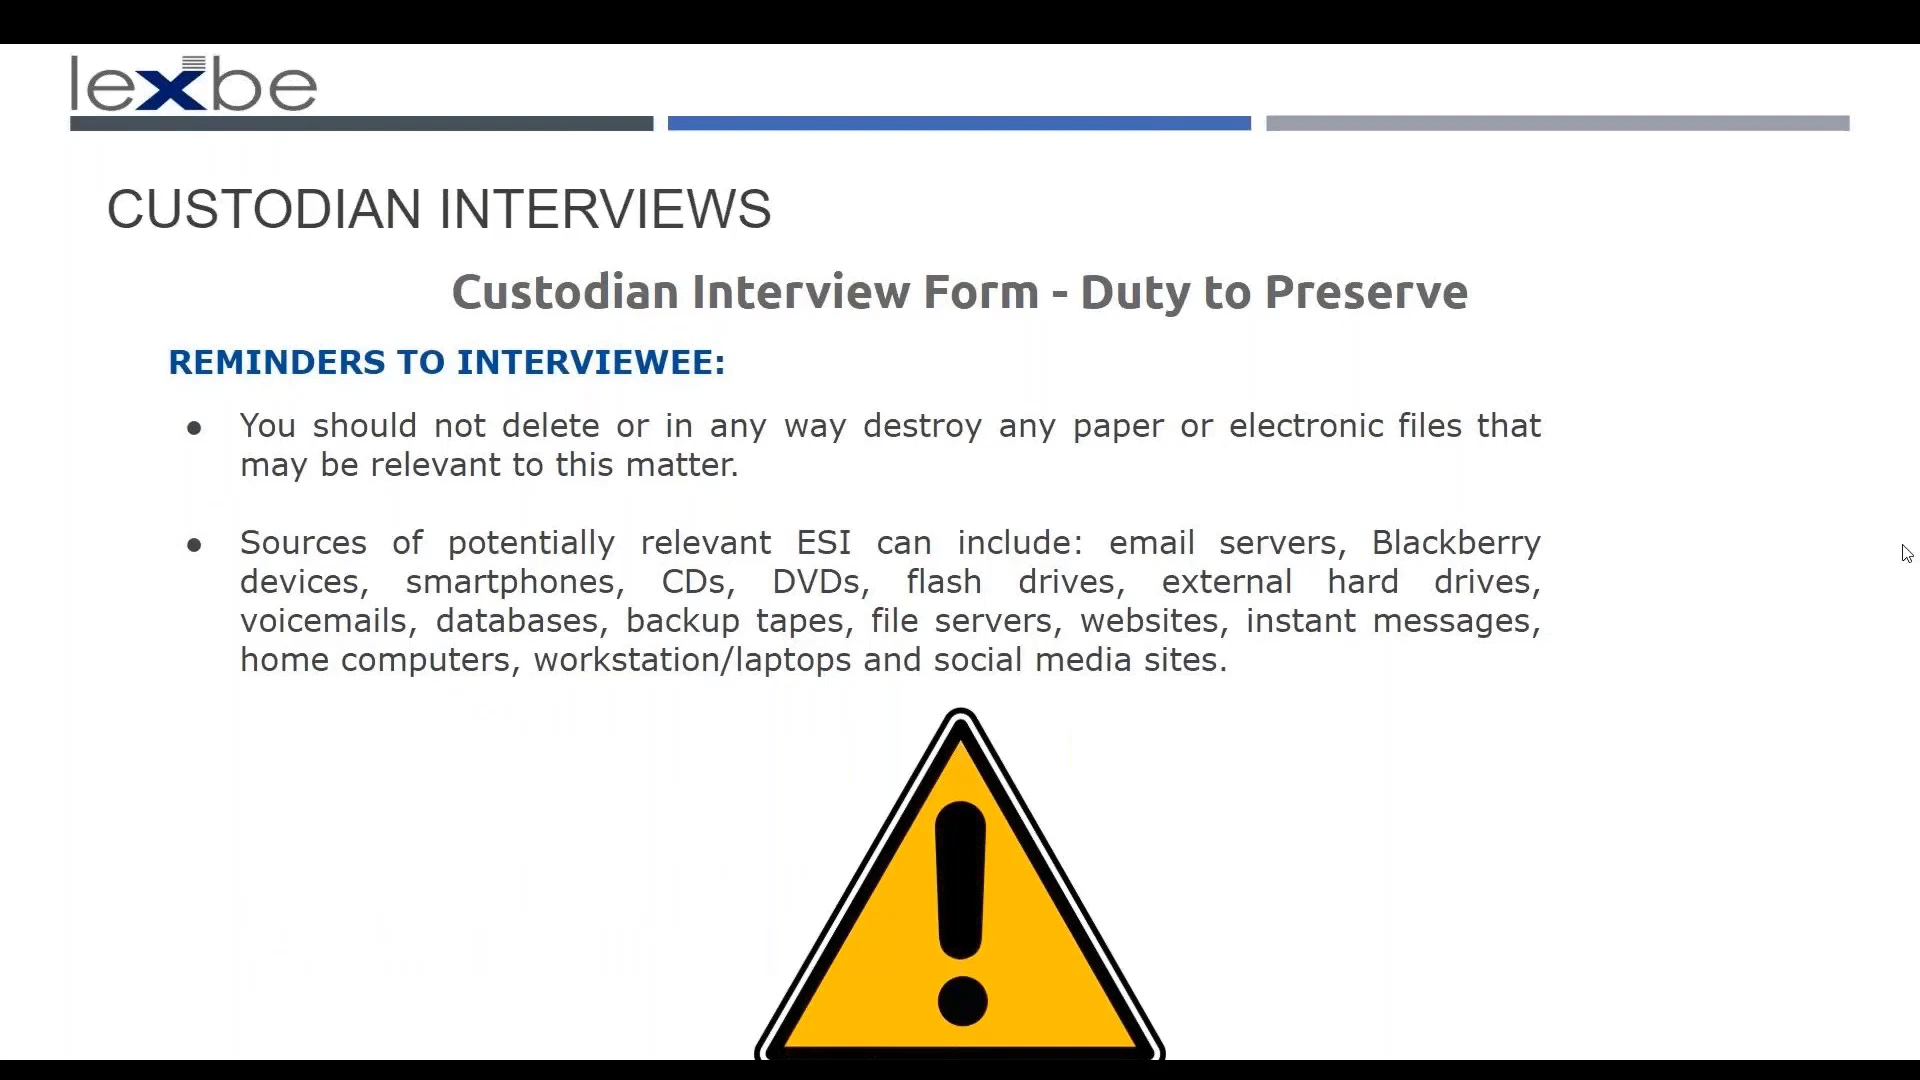 lexbe
CUSTODIAN INTERVIEWS
Custodian Interview Form - Duty to Preserve
REMINDERS TO INTERVIEWEE:
● You should not delete or in any way destroy any paper or electronic files that
may be relevant to this matter.
● Sources of potentially relevant ESI can include: email servers, Blackberry
devices, smartphones, CDs, DVDs, flash drives, external hard drives,
voicemails, databases, backup tapes, file servers, websites, instant messages,
home computers, workstation/laptops and social media sites.